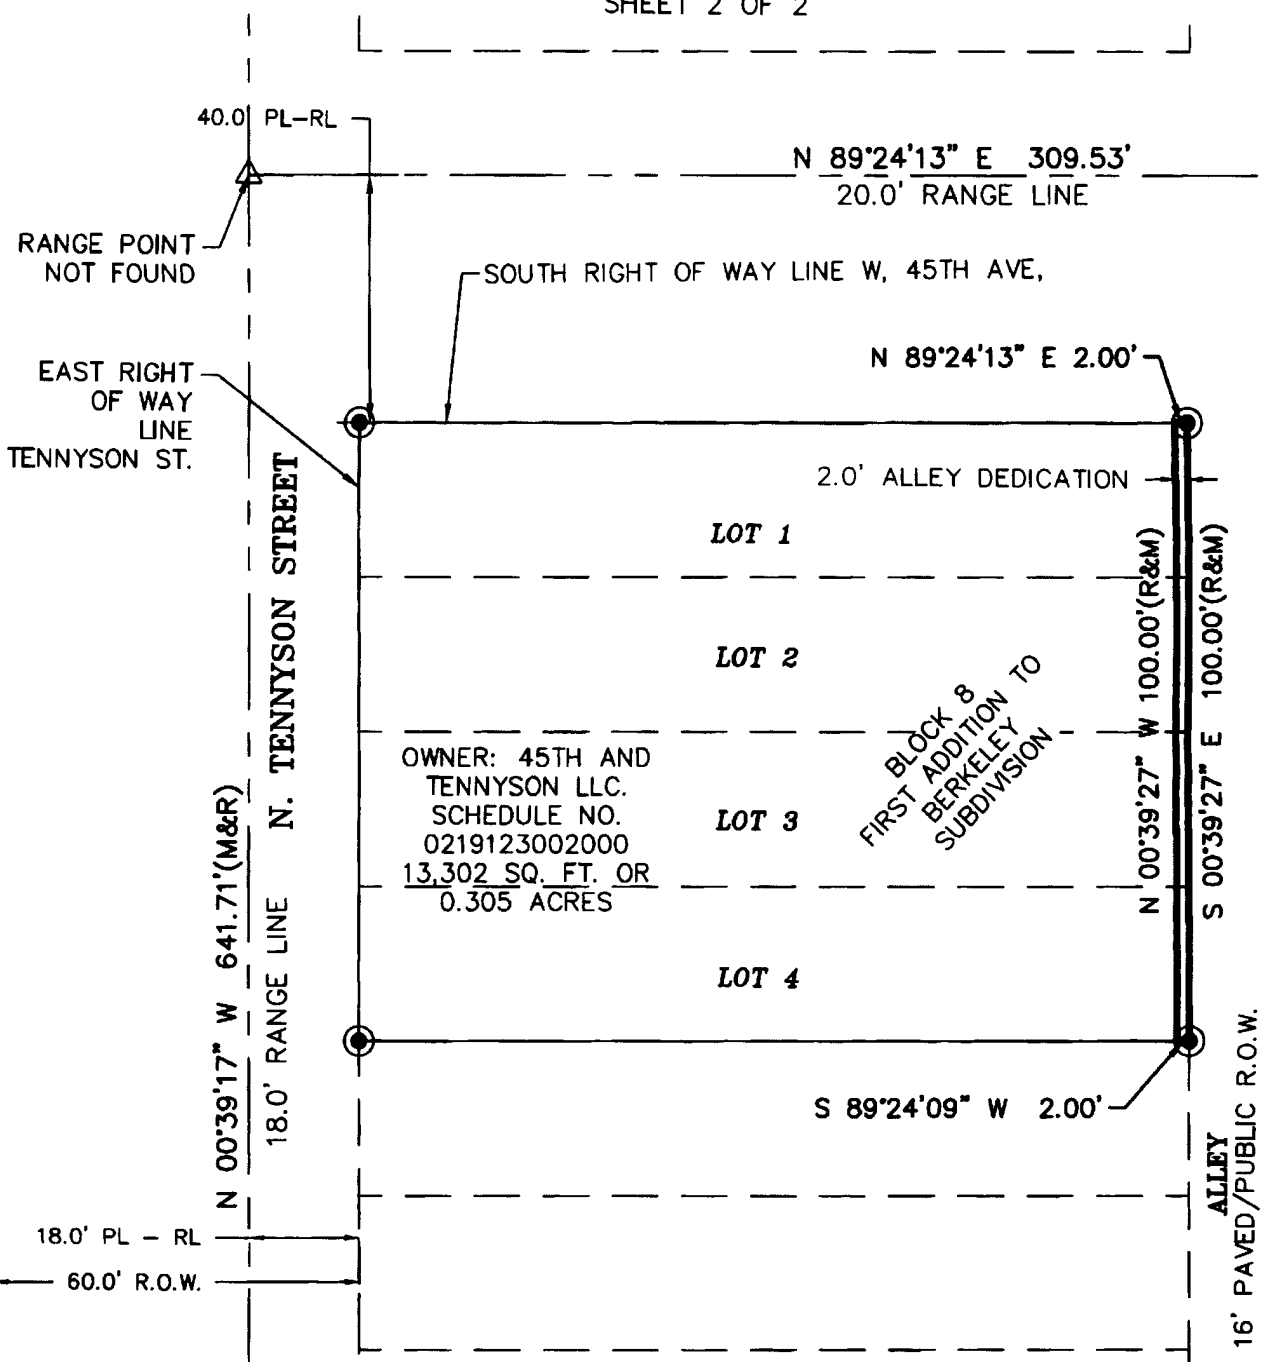 SHEET 2 OF 2
40.0 PL-RL
N 89°24'13" E 309.53'
20.0' RANGE LINE
RANGE POINT
NOT FOUND
SOUTH RIGHT OF WAY LINE W, 45TH AVE,
N 89°24'13" E 2.00'
EAST RIGHT
OF WAY
LINE
TENNYSON ST.
2.0' ALLEY DEDICATION
LOT 1
LOT 2
LOT 3
LOT 4
BLOCK 8
FIRST ADDITION TO
BERKELEY
SUBDIVISION
OWNER: 45TH AND
TENNYSON LLC.
SCHEDULE NO.
0219123002000
13,302 SQ. FT. OR
0.305 ACRES
N. TENNYSON STREET
N 00°39'17" W 641.71'(M&R)
18.0' RANGE LINE
N 00°39'27" W 100.00'(R&M)
S 00°39'27" E 100.00'(R&M)
S 89°24'09" W 2.00'
ALLEY
16' PAVED/PUBLIC R.O.W.
18.0' PL - RL
60.0' R.O.W.